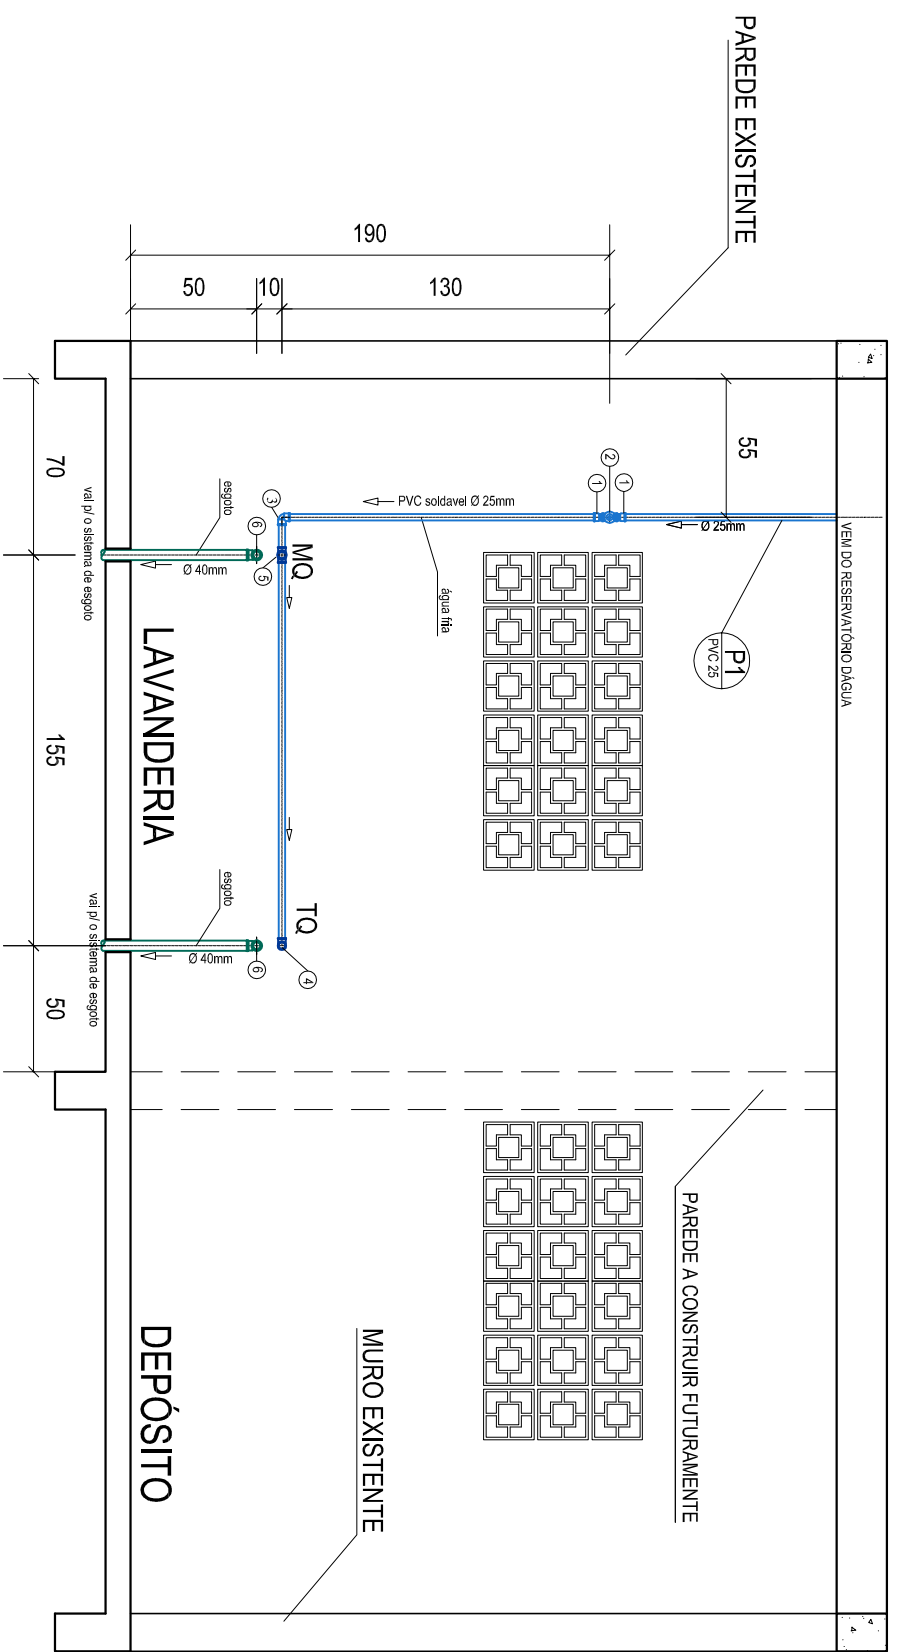 PAREDE EXISTENTE
190
50
10
130
55
70
155
50
VEM DO RESERVATÓRIO DÁGUA
P1
PVC 25
Ø 25mm
1
2
1
PVC soldavel Ø 25mm
água fria
3
MQ
5
6
esgoto
Ø 40mm
vai p/ o sistema de esgoto
LAVANDERIA
TQ
4
6
esgoto
Ø 40mm
vai p/ o sistema de esgoto
PAREDE A CONSTRUIR FUTURAMENTE
MURO EXISTENTE
DEPÓSITO